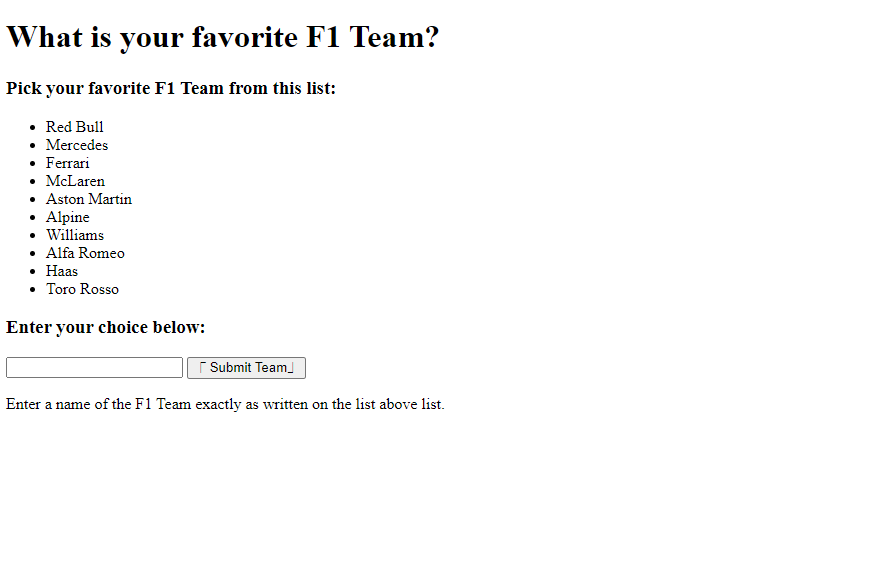 What is your favorite F1 Team?
Pick your favorite F1 Team from this list:
Red Bull
Mercedes
Ferrari
McLaren
Aston Martin
Alpine
Williams
Alfa Romeo
Haas
Toro Rosso
Enter your choice below:
「Submit Team」
Enter a name of the F1 Team exactly as written on the list above list.